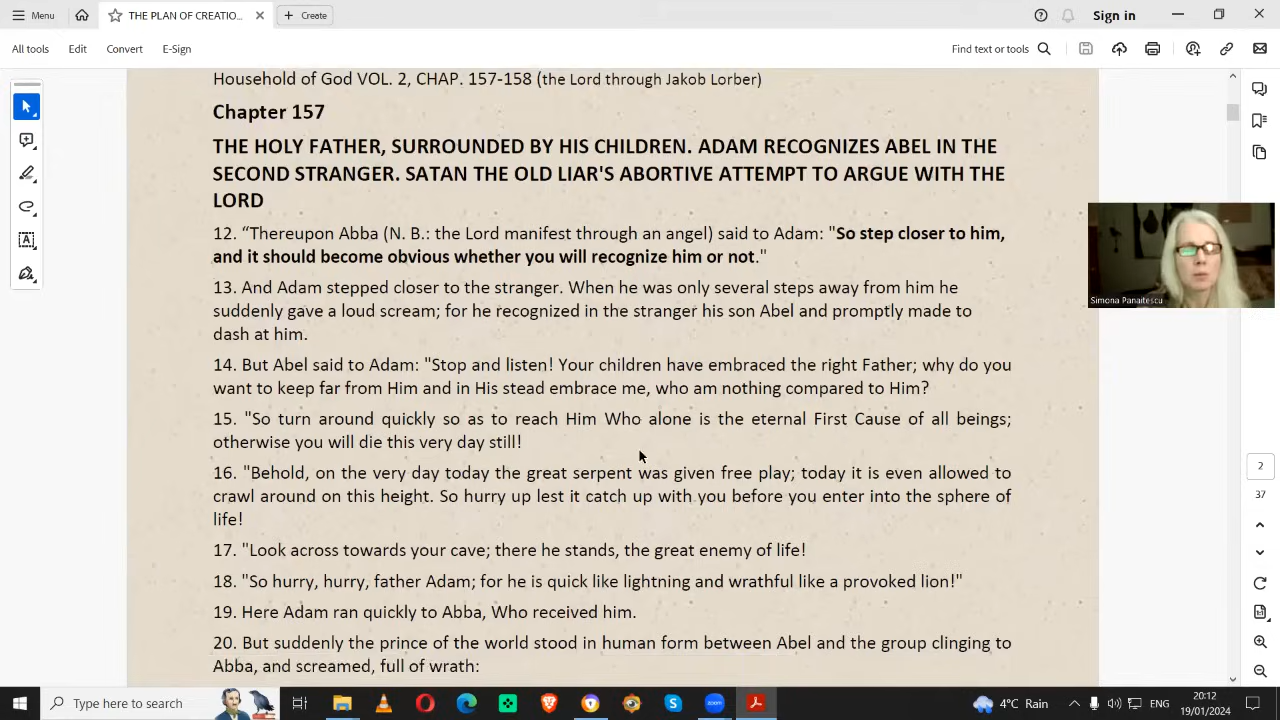 Menu
THE PLAN OF CREATIO...
Create
Sign in
All tools
Edit
Convert
E-Sign
Find text or tools
Household of God VOL. 2, CHAP. 157-158 (the Lord through Jakob Lorber)
Chapter 157
THE HOLY FATHER, SURROUNDED BY HIS CHILDREN. ADAM RECOGNIZES ABEL IN THE
SECOND STRANGER. SATAN THE OLD LIAR'S ABORTIVE ATTEMPT TO ARGUE WITH THE
LORD
12. “Thereupon Abba (N. B.: the Lord manifest through an angel) said to Adam: "So step closer to him,
and it should become obvious whether you will recognize him or not."
13. And Adam stepped closer to the stranger. When he was only several steps away from him he
suddenly gave a loud scream; for he recognized in the stranger his son Abel and promptly made to
dash at him.
14. But Abel said to Adam: "Stop and listen! Your children have embraced the right Father; why do you
want to keep far from Him and in His stead embrace me, who am nothing compared to Him?
15. "So turn around quickly so as to reach Him Who alone is the eternal First Cause of all beings;
otherwise you will die this very day still!
16. "Behold, on the very day today the great serpent was given free play; today it is even allowed to
crawl around on this height. So hurry up lest it catch up with you before you enter into the sphere of
life!
17. "Look across towards your cave; there he stands, the great enemy of life!
18. "So hurry, hurry, father Adam; for he is quick like lightning and wrathful like a provoked lion!"
19. Here Adam ran quickly to Abba, Who received him.
20. But suddenly the prince of the world stood in human form between Abel and the group clinging to
Abba, and screamed, full of wrath:
Simona Panaitescu
2
37
Type here to search
zoom
4°C Rain
ENG
20:12
19/01/2024